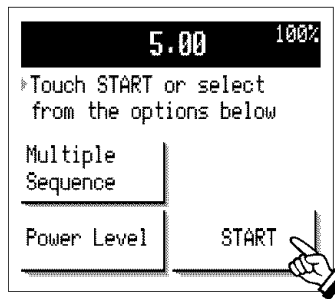 5.00 100%
Touch START or select
from the options below
Multiple
Sequence
Power Level START